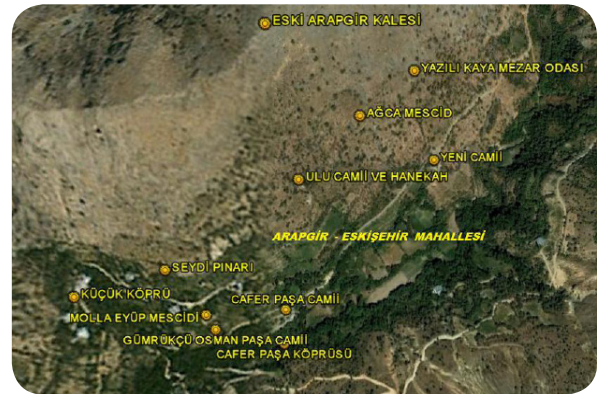 ESKİ ARAPGİR KALESİ
YAZILI KAYA MEZAR ODASI
AĞCA MESCİD
YENİ CAMİİ
ULU CAMİİ VE HANEKAH
ARAPGİR - ESKİŞEHİR MAHALLESİ
SEYDİ PINARI
KÜÇÜK KÖPRÜ
CAFER PAŞA CAMİİ
MOLLA EYÜP MESCİDİ
GÜMRÜKÇÜ OSMAN PAŞA CAMİİ
CAFER PAŞA KÖPRÜSÜ